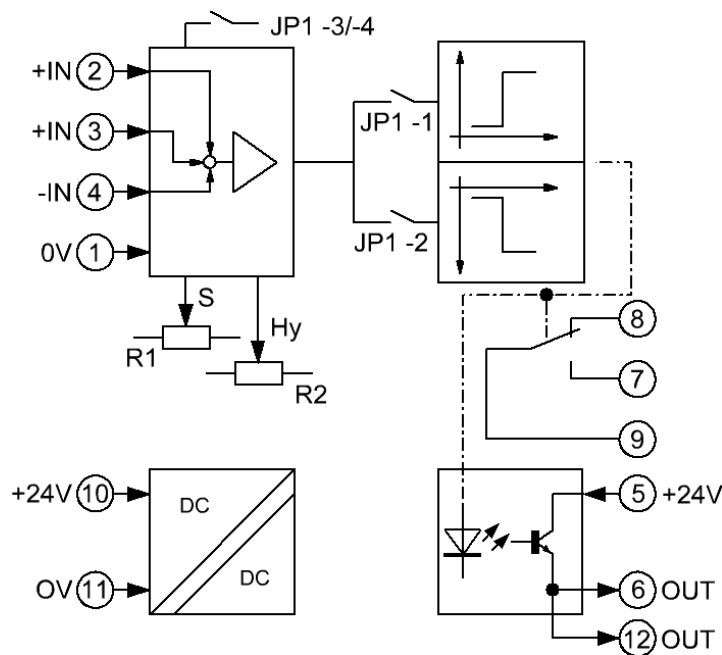 JP1 -3/-4
+IN 2
+IN 3
-IN 4
0V 1
JP1 -1
JP1 -2
S
Hy
R1
R2
8
7
9
+24V 10
OV 11
DC
DC
5 +24V
6 OUT
12 OUT